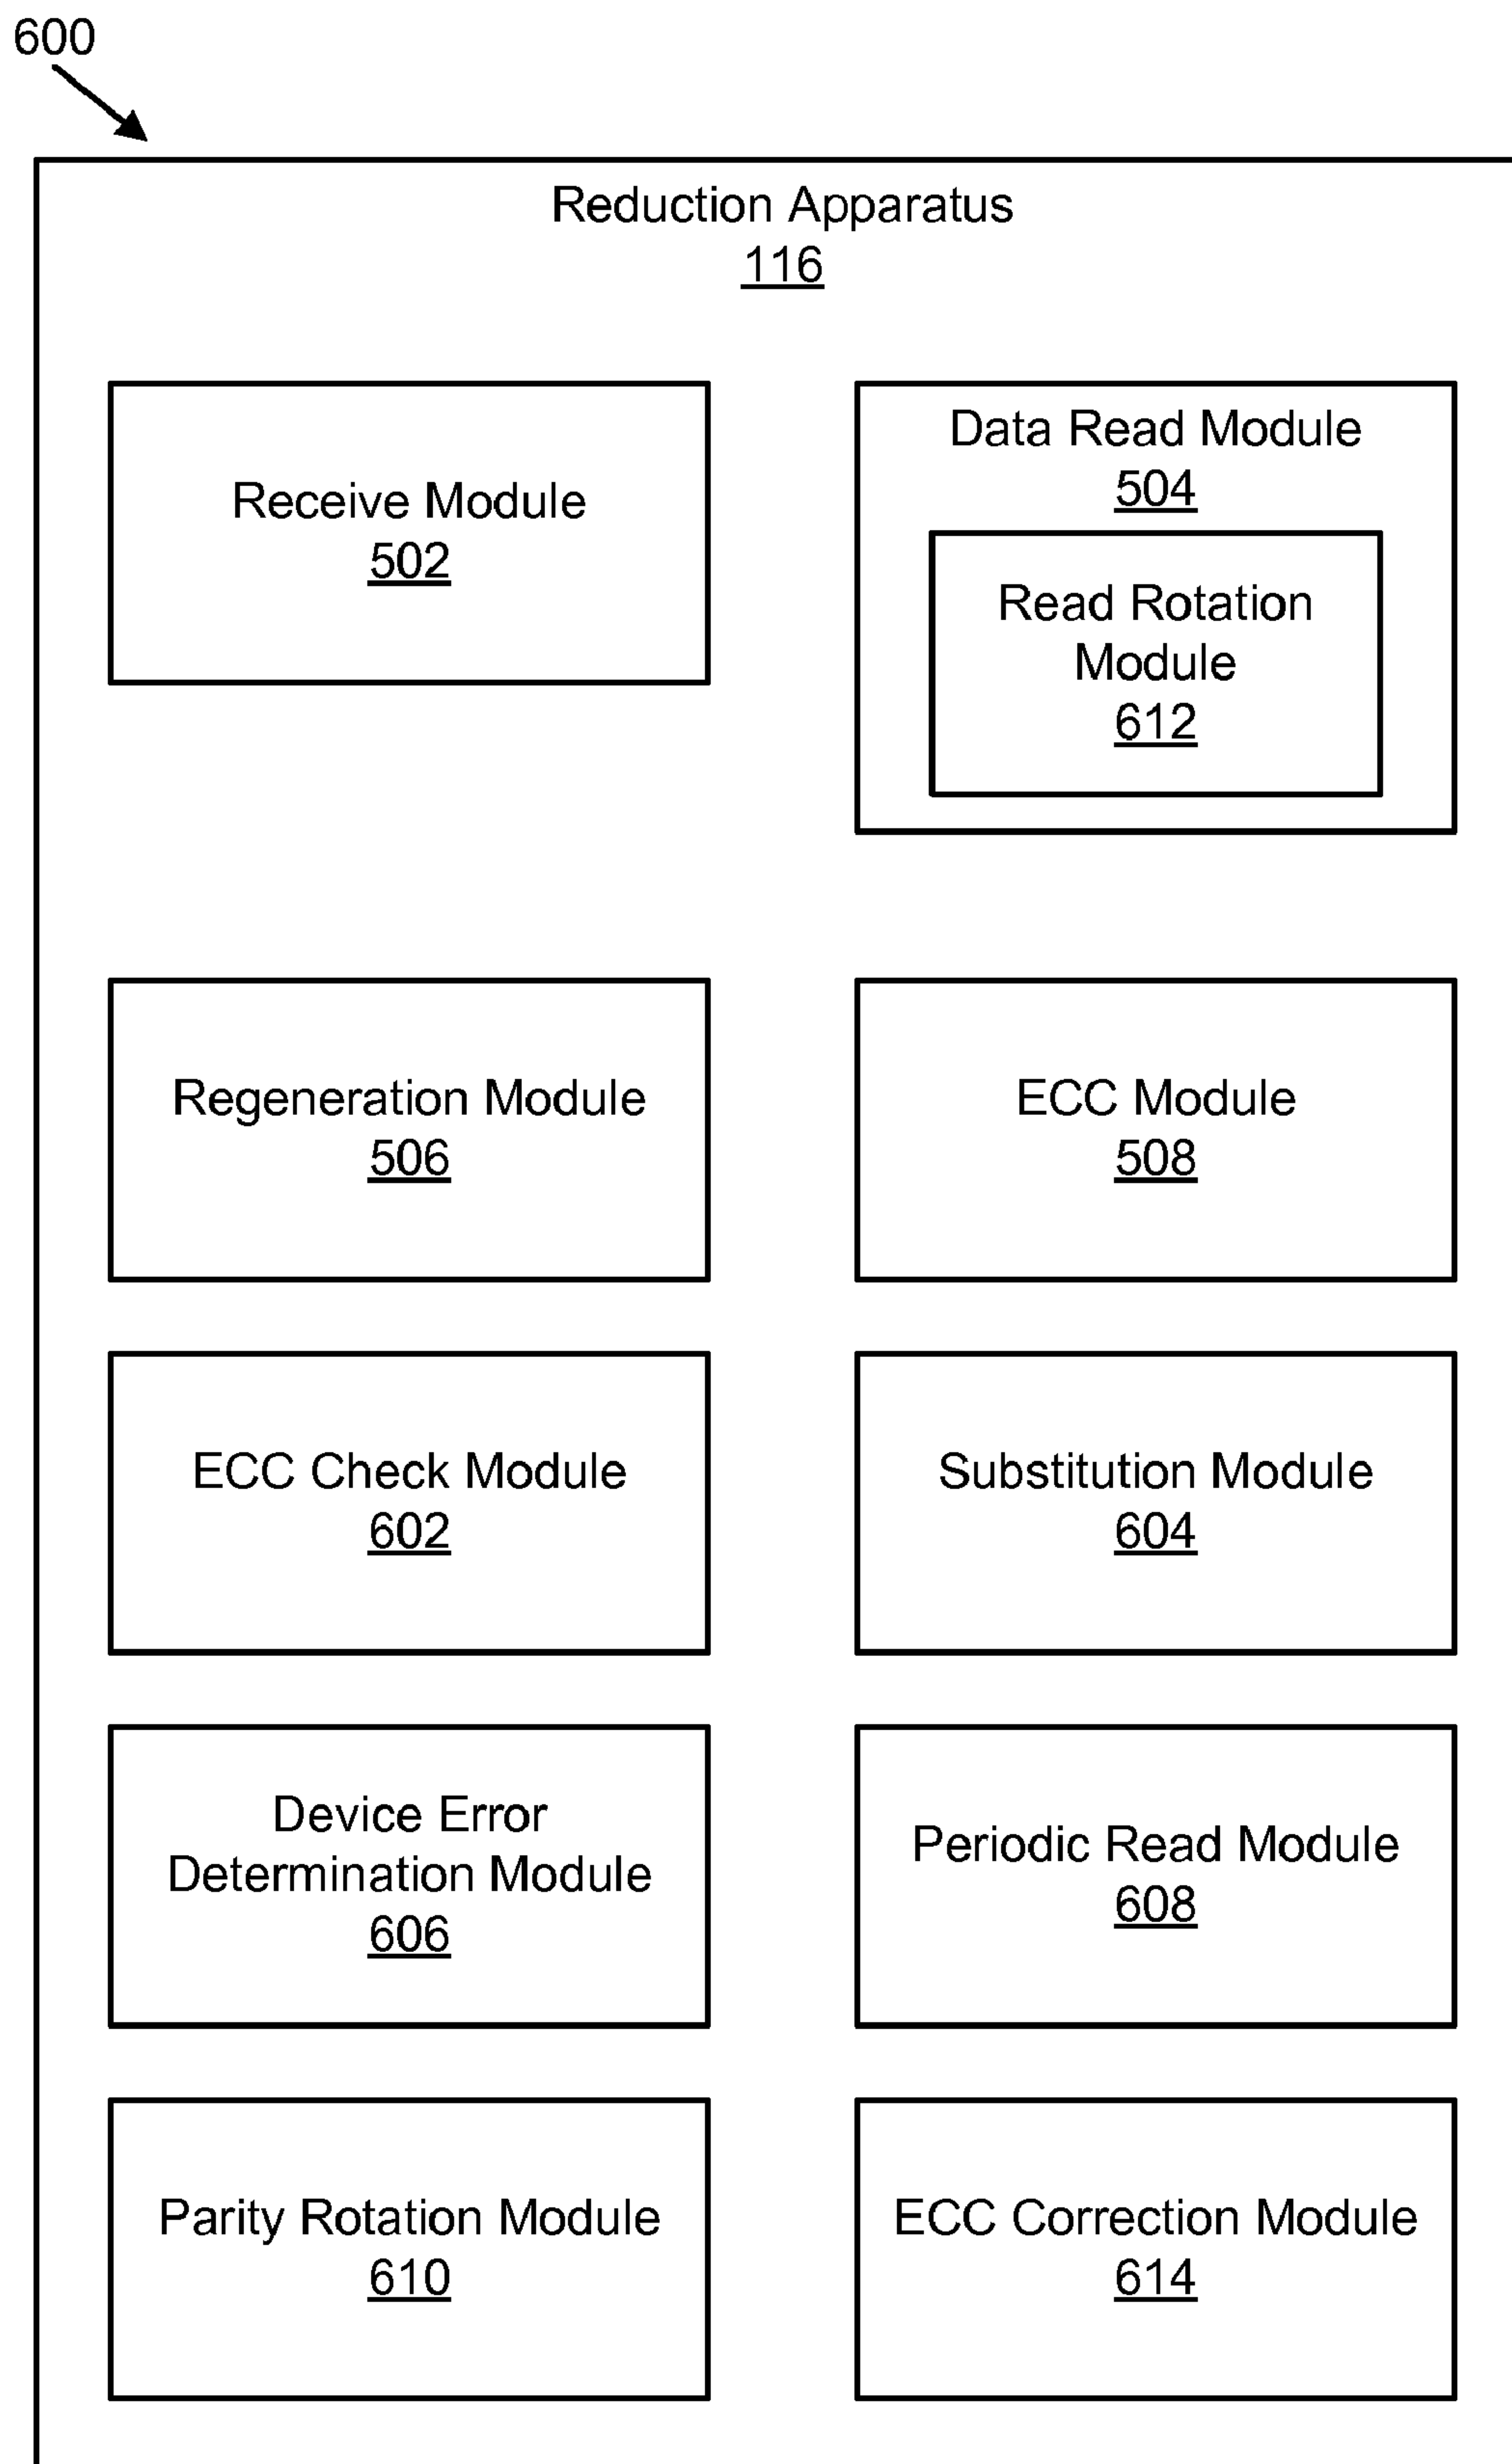 600
Reduction Apparatus
116
Receive Module
502
Data Read Module
504
Read Rotation
Module
612
Regeneration Module
506
ECC Module
508
ECC Check Module
602
Substitution Module
604
Device Error
Determination Module
606
Periodic Read Module
608
Parity Rotation Module
610
ECC Correction Module
614